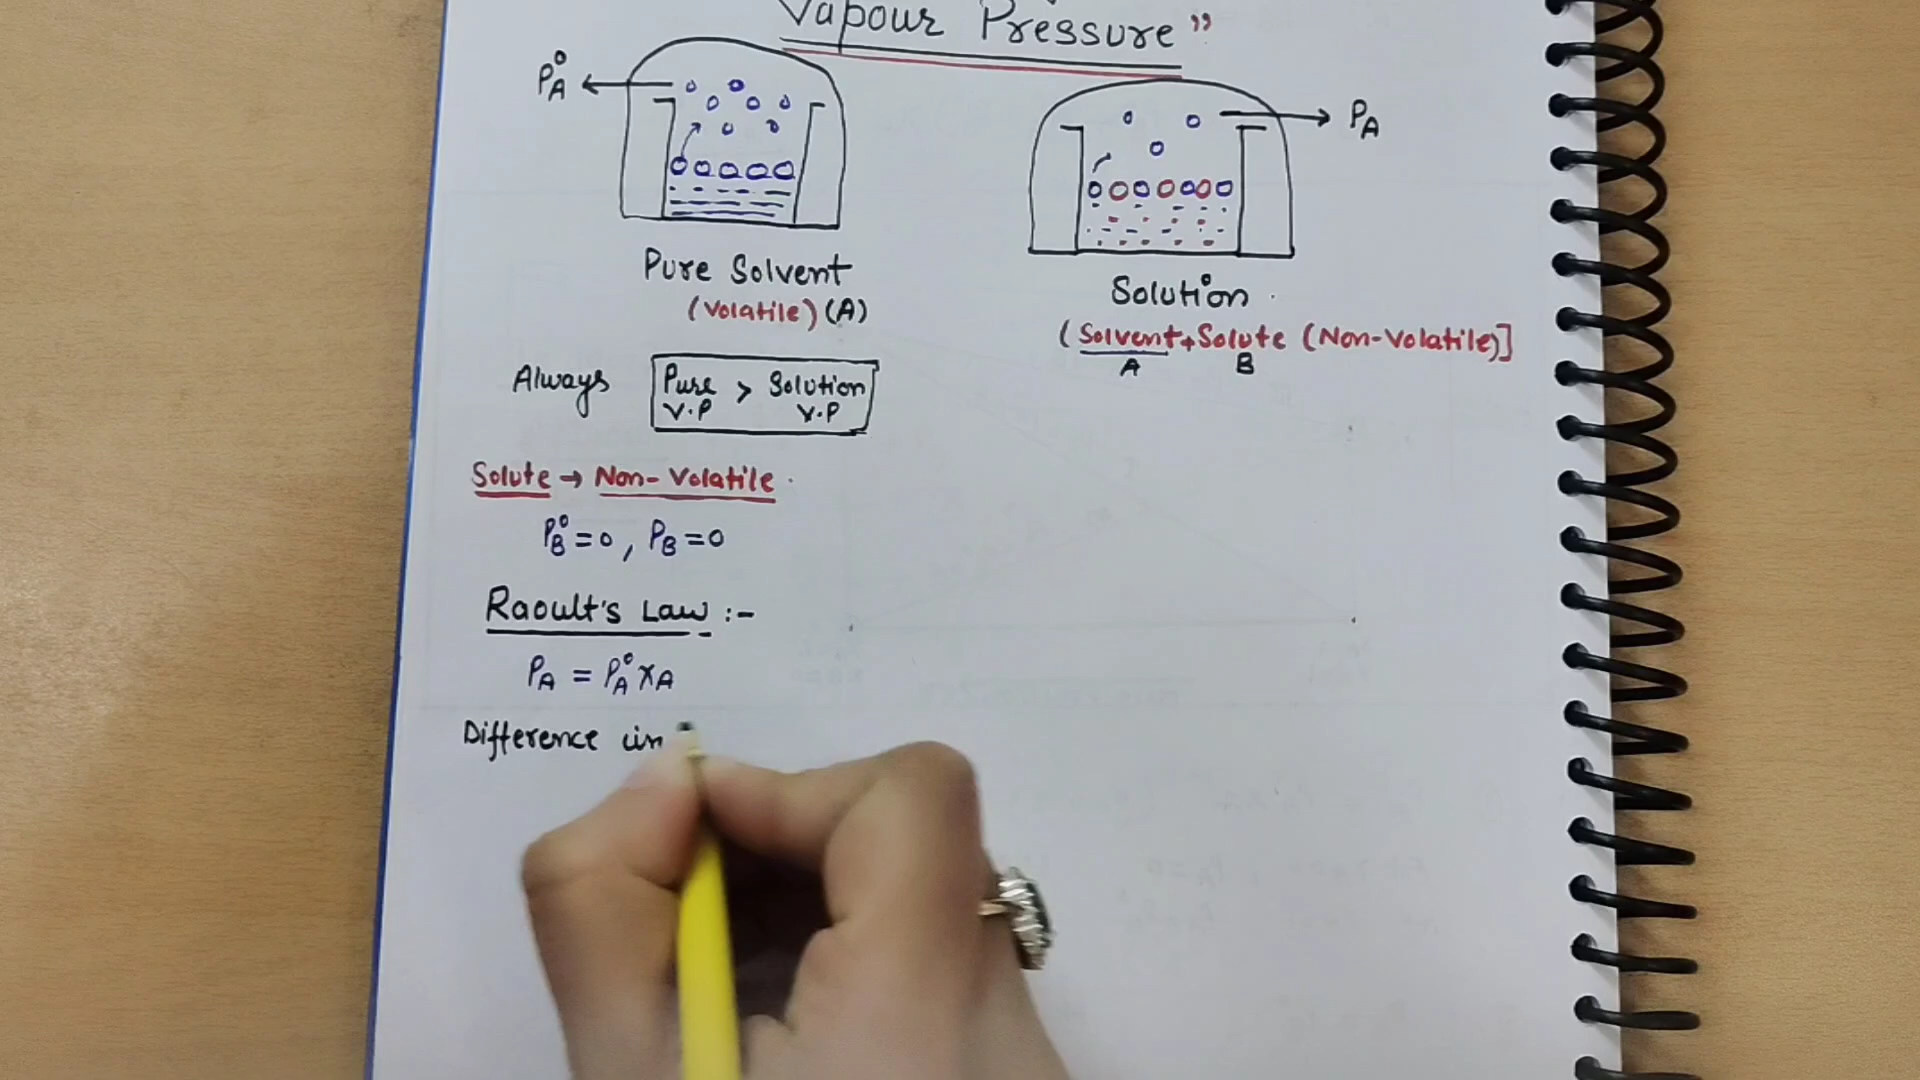 Vapour Pressure"
P°A
PA
Pure Solvent
(Volatile) (A)
Solution
(Solvent + Solute (Non-Volatile)]
A B
Always Pure V.P > Solution V.P
Solute → Non-Volatile
P°B = 0, PB = 0
Raoult's Law :-
PA = P°A xA
Difference in